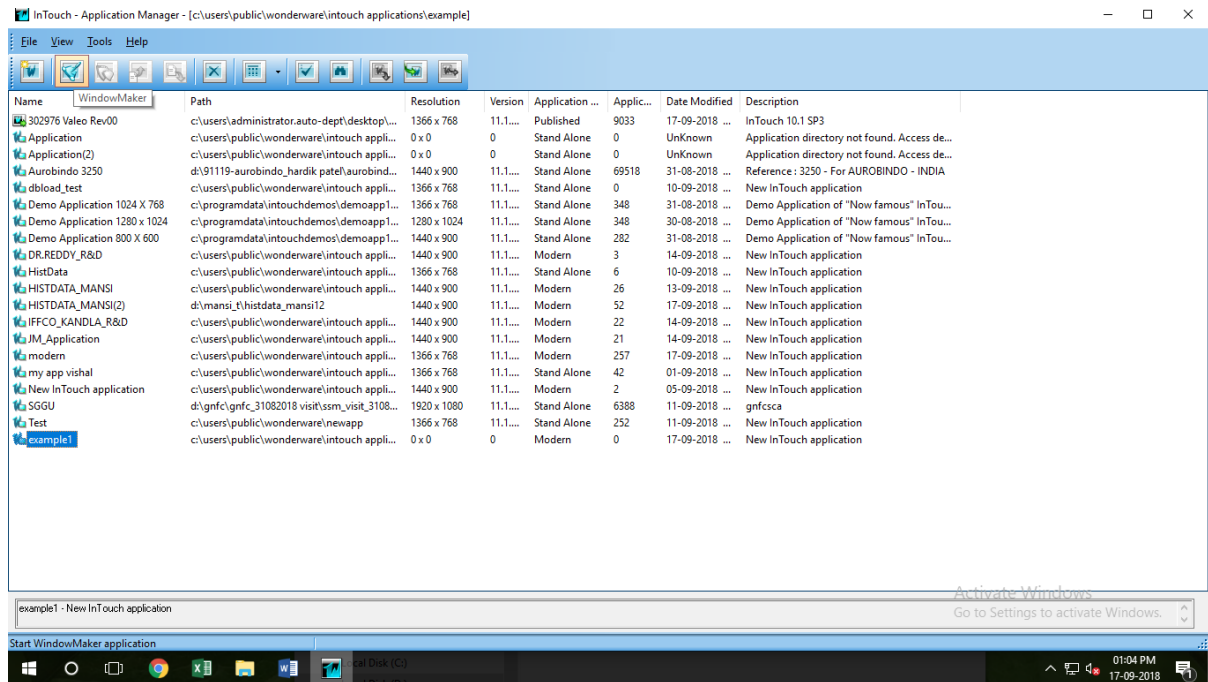 InTouch - Application Manager - [c:\users\public\wonderware\intouch applications\example]
File View Tools Help
WindowMaker
Name Path Resolution Version Application ... Applic... Date Modified Description
302976 Valeo Rev00 c:\users\administrator.auto-dept\desktop\... 1366 x 768 11.1.... Published 9033 17-09-2018 ... InTouch 10.1 SP3
Application c:\users\public\wonderware\intouch appli... 0 x 0 0 Stand Alone 0 UnKnown Application directory not found. Access de...
Application(2) c:\users\public\wonderware\intouch appli... 0 x 0 0 Stand Alone 0 UnKnown Application directory not found. Access de...
Aurobindo 3250 d:\91119-aurobindo_hardik patel\aurobind... 1440 x 900 11.1.... Stand Alone 69518 31-08-2018 ... Reference : 3250 - For AUROBINDO - INDIA
dbload_test c:\users\public\wonderware\intouch appli... 1366 x 768 11.1.... Stand Alone 0 10-09-2018 ... New InTouch application
Demo Application 1024 X 768 c:\programdata\intouchdemos\demoapp1... 1366 x 768 11.1.... Stand Alone 348 31-08-2018 ... Demo Application of "Now famous" InTou...
Demo Application 1280 x 1024 c:\programdata\intouchdemos\demoapp1... 1280 x 1024 11.1.... Stand Alone 348 30-08-2018 ... Demo Application of "Now famous" InTou...
Demo Application 800 X 600 c:\programdata\intouchdemos\demoapp1... 1440 x 900 11.1.... Stand Alone 282 31-08-2018 ... Demo Application of "Now famous" InTou...
DR.REDDY_R&D c:\users\public\wonderware\intouch appli... 1440 x 900 11.1.... Modern 3 14-09-2018 ... New InTouch application
HistData c:\users\public\wonderware\intouch appli... 1366 x 768 11.1.... Stand Alone 6 10-09-2018 ... New InTouch application
HISTDATA_MANSI c:\users\public\wonderware\intouch appli... 1440 x 900 11.1.... Modern 26 13-09-2018 ... New InTouch application
HISTDATA_MANSI(2) d:\mansi_t\histdata_mansi12 1440 x 900 11.1.... Modern 52 17-09-2018 ... New InTouch application
IFFCO_KANDLA_R&D c:\users\public\wonderware\intouch appli... 1440 x 900 11.1.... Modern 22 14-09-2018 ... New InTouch application
JM_Application c:\users\public\wonderware\intouch appli... 1440 x 900 11.1.... Modern 21 14-09-2018 ... New InTouch application
modern c:\users\public\wonderware\intouch appli... 1366 x 768 11.1.... Modern 257 17-09-2018 ... New InTouch application
my app vishal c:\users\public\wonderware\intouch appli... 1366 x 768 11.1.... Stand Alone 42 01-09-2018 ... New InTouch application
New InTouch application c:\users\public\wonderware\intouch appli... 1440 x 900 11.1.... Modern 2 05-09-2018 ... New InTouch application
SGGU d:\gnfc\gnfc_31082018 visit\ssm_visit_3108... 1920 x 1080 11.1.... Stand Alone 6388 11-09-2018 ... gnfcsca
Test c:\users\public\wonderware\newapp 1366 x 768 11.1.... Stand Alone 252 11-09-2018 ... New InTouch application
example1 c:\users\public\wonderware\intouch appli... 0 x 0 0 Modern 0 17-09-2018 ... New InTouch application
Activate Windows
example1 - New InTouch application
Go to Settings to activate Windows.
Start WindowMaker application
ocal Disk (C:)
01:04 PM
17-09-2018